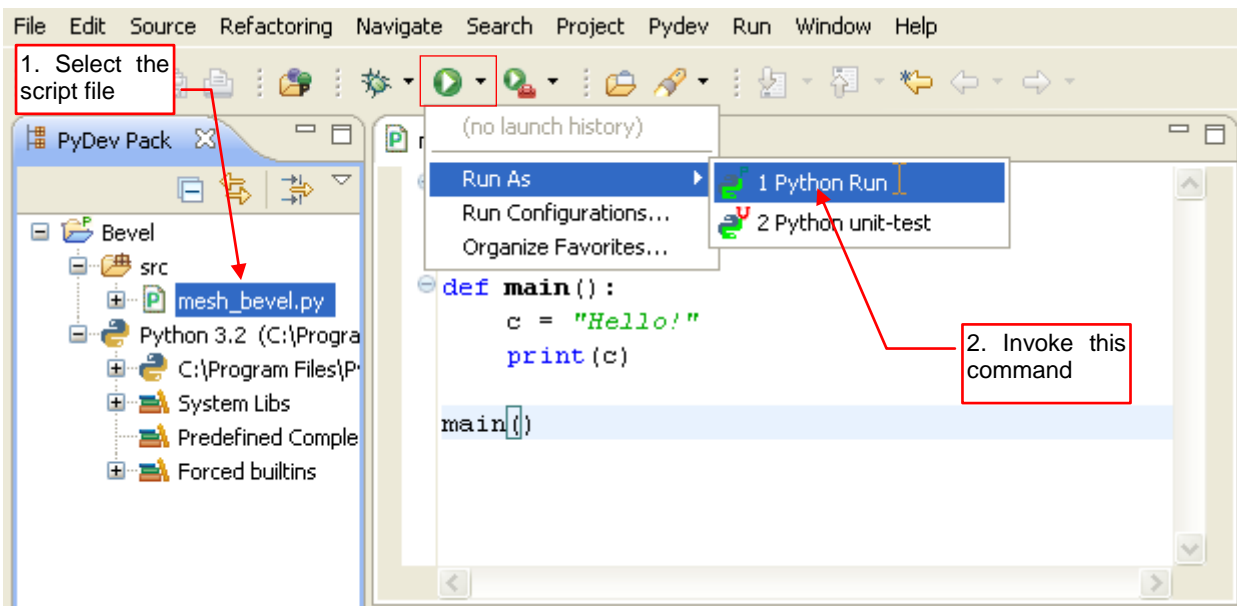 File Edit Source Refactoring Navigate Search Project Pydev Run Window Help
1. Select the
script file
PyDev Pack
(no launch history)
Run As
1 Python Run
Run Configurations...
2 Python unit-test
Organize Favorites...
Bevel
src
mesh_bevel.py
Python 3.2 (C:\Progra
C:\Program Files\P
System Libs
Predefined Comple
Forced builtins
def main():
c = "Hello!"
print(c)
main()
2. Invoke this
command